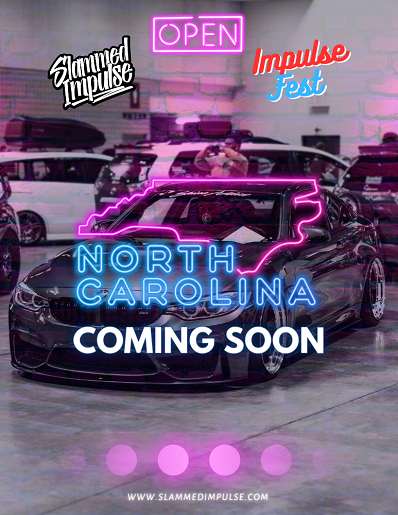 OPEN
Slammed
Impulse
Impulse
Fest
NORTH
CAROLINA
COMING SOON
WWW.SLAMMEDIMPULSE.COM